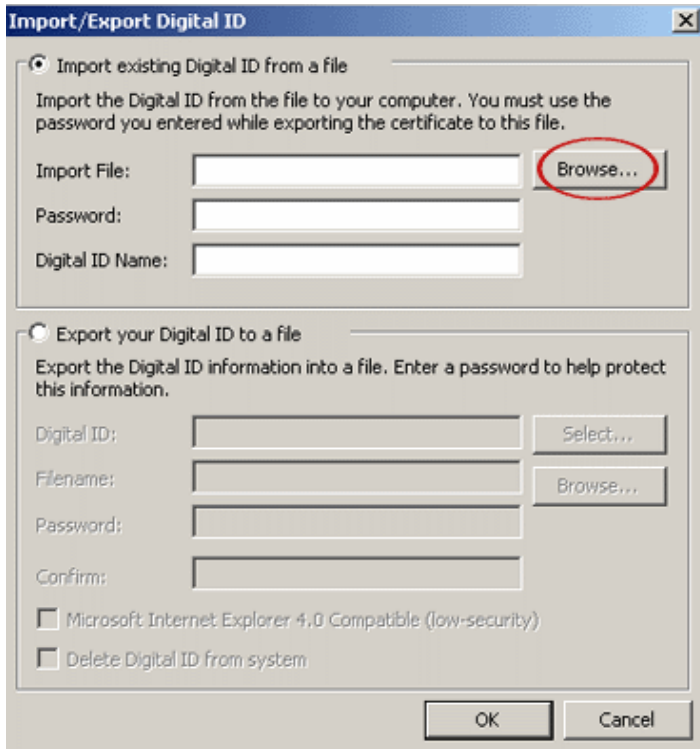 Import/Export Digital ID
Import existing Digital ID from a file
Import the Digital ID from the file to your computer. You must use the
password you entered while exporting the certificate to this file.
Import File:
Browse...
Password:
Digital ID Name:
Export your Digital ID to a file
Export the Digital ID information into a file. Enter a password to help protect
this information.
Digital ID:
Select...
Filename:
Browse...
Password:
Confirm:
Microsoft Internet Explorer 4.0 Compatible (low-security)
Delete Digital ID from system
OK
Cancel